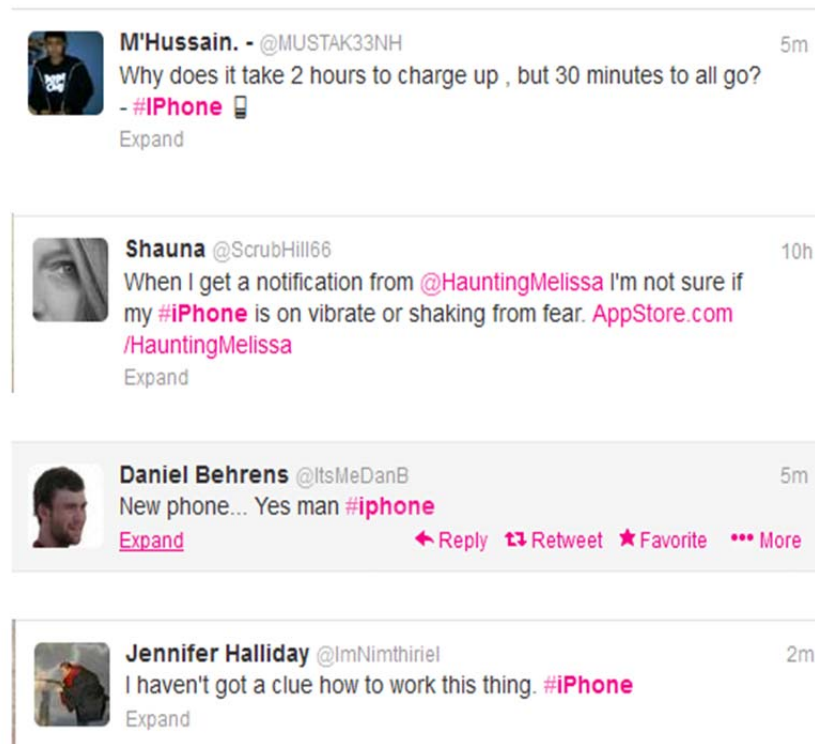 M'Hussain. - @MUSTAK33NH 5m
Why does it take 2 hours to charge up , but 30 minutes to all go?
- #IPhone
Expand
Shauna @ScrubHill66 10h
When I get a notification from @HauntingMelissa I'm not sure if
my #iPhone is on vibrate or shaking from fear. AppStore.com
/HauntingMelissa
Expand
Daniel Behrens @ItsMeDanB 5m
New phone... Yes man #iphone
Expand Reply Retweet Favorite ••• More
Jennifer Halliday @ImNimthiriel 2m
I haven't got a clue how to work this thing. #iPhone
Expand